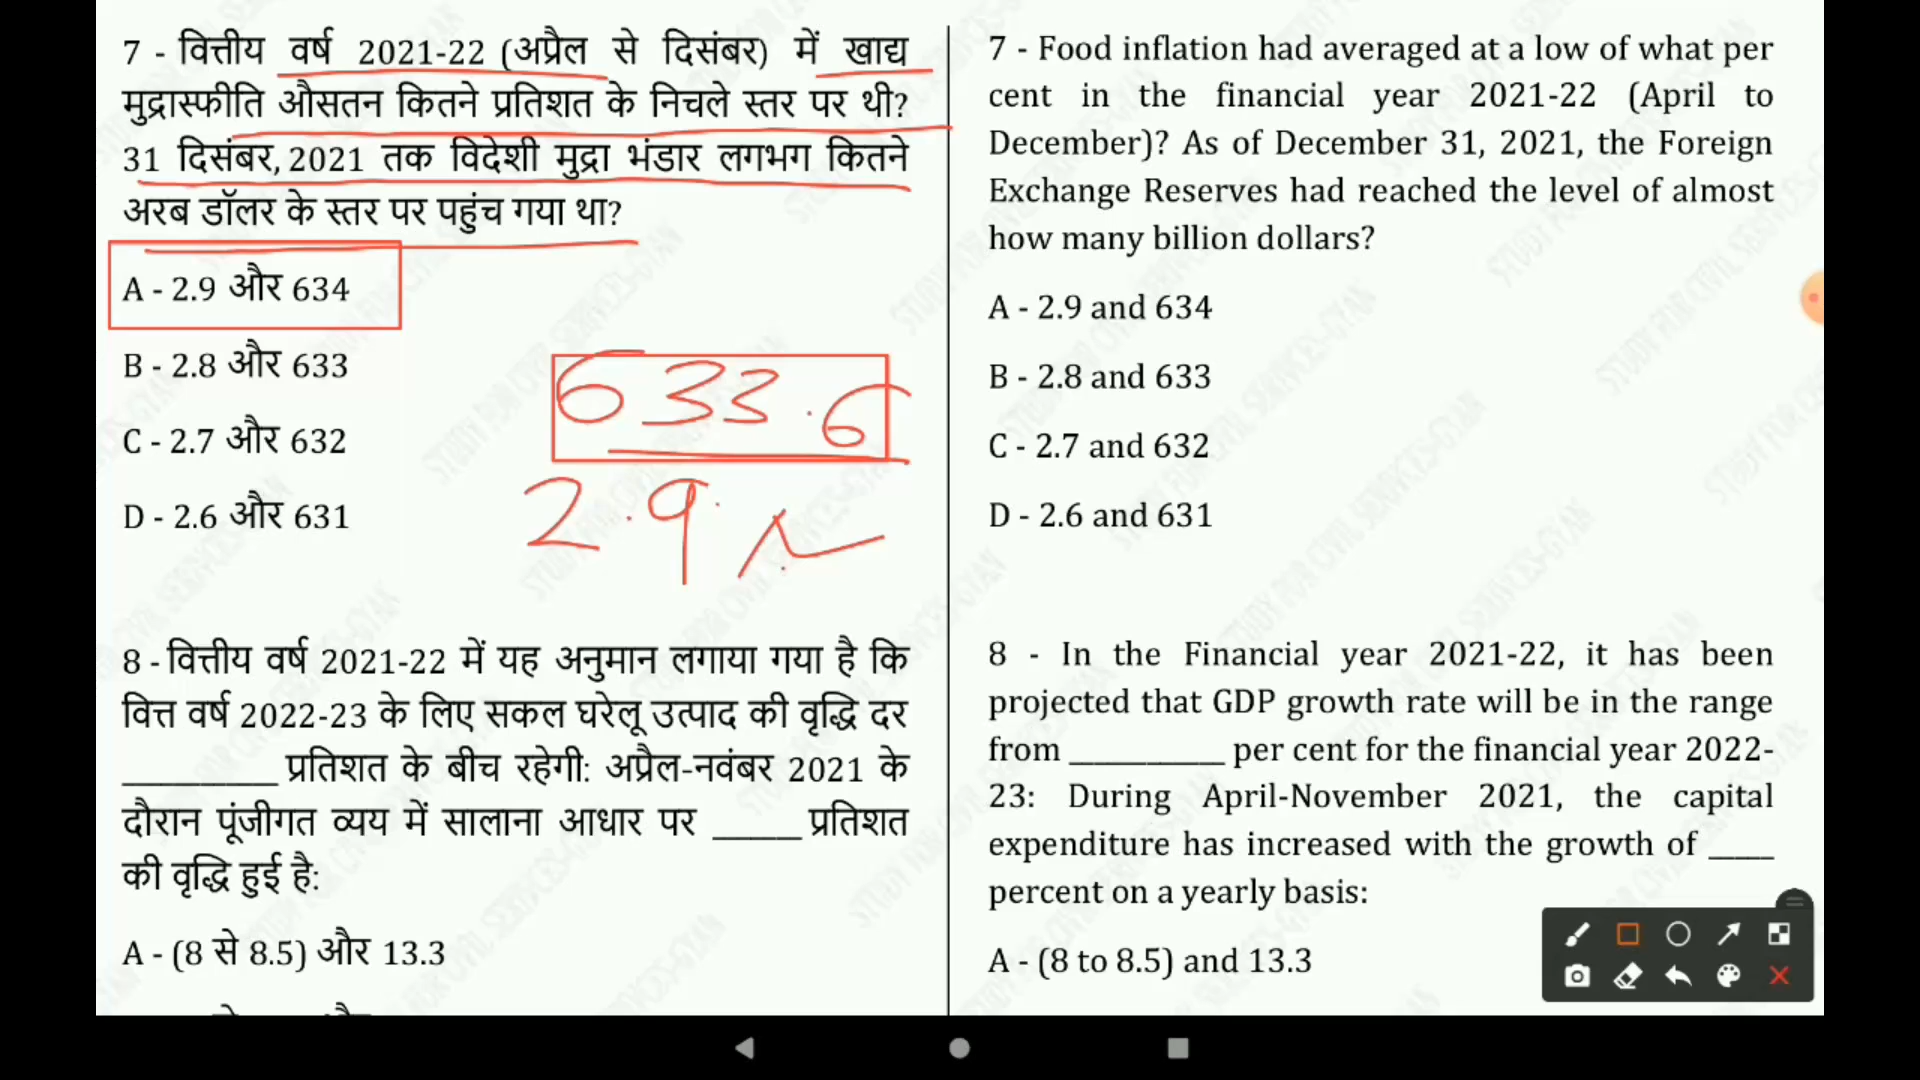 7 - वित्तीय वर्ष 2021-22 (अप्रैल से दिसंबर) में खाद्य
मुद्रास्फीति औसतन कितने प्रतिशत के निचले स्तर पर थी?
31 दिसंबर, 2021 तक विदेशी मुद्रा भंडार लगभग कितने
अरब डॉलर के स्तर पर पहुंच गया था?
A - 2.9 और 634
B - 2.8 और 633
C - 2.7 और 632
D - 2.6 और 631
633.6
2.9
8 - वित्तीय वर्ष 2021-22 में यह अनुमान लगाया गया है कि
वित्त वर्ष 2022-23 के लिए सकल घरेलू उत्पाद की वृद्धि दर
__________ प्रतिशत के बीच रहेगी: अप्रैल-नवंबर 2021 के
दौरान पूंजीगत व्यय में सालाना आधार पर ______ प्रतिशत
की वृद्धि हुई है:
A - (8 से 8.5) और 13.3
7 - Food inflation had averaged at a low of what per
cent in the financial year 2021-22 (April to
December)? As of December 31, 2021, the Foreign
Exchange Reserves had reached the level of almost
how many billion dollars?
A - 2.9 and 634
B - 2.8 and 633
C - 2.7 and 632
D - 2.6 and 631
8 - In the Financial year 2021-22, it has been
projected that GDP growth rate will be in the range
from __________ per cent for the financial year 2022-
23: During April-November 2021, the capital
expenditure has increased with the growth of ____
percent on a yearly basis:
A - (8 to 8.5) and 13.3
STUDY FOR CIVIL SERVICES-GYAN